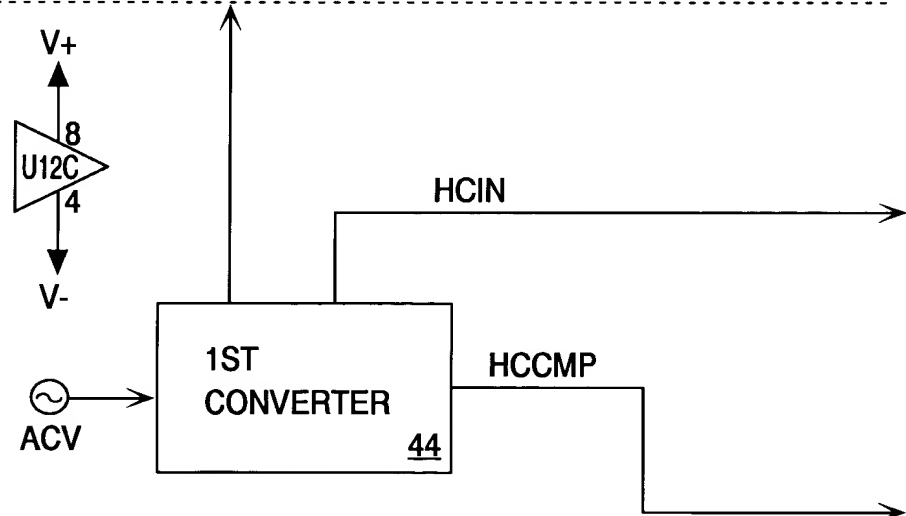 V+
8
U12C
4
V-
HCIN
1ST
CONVERTER
44
HCCMP
ACV